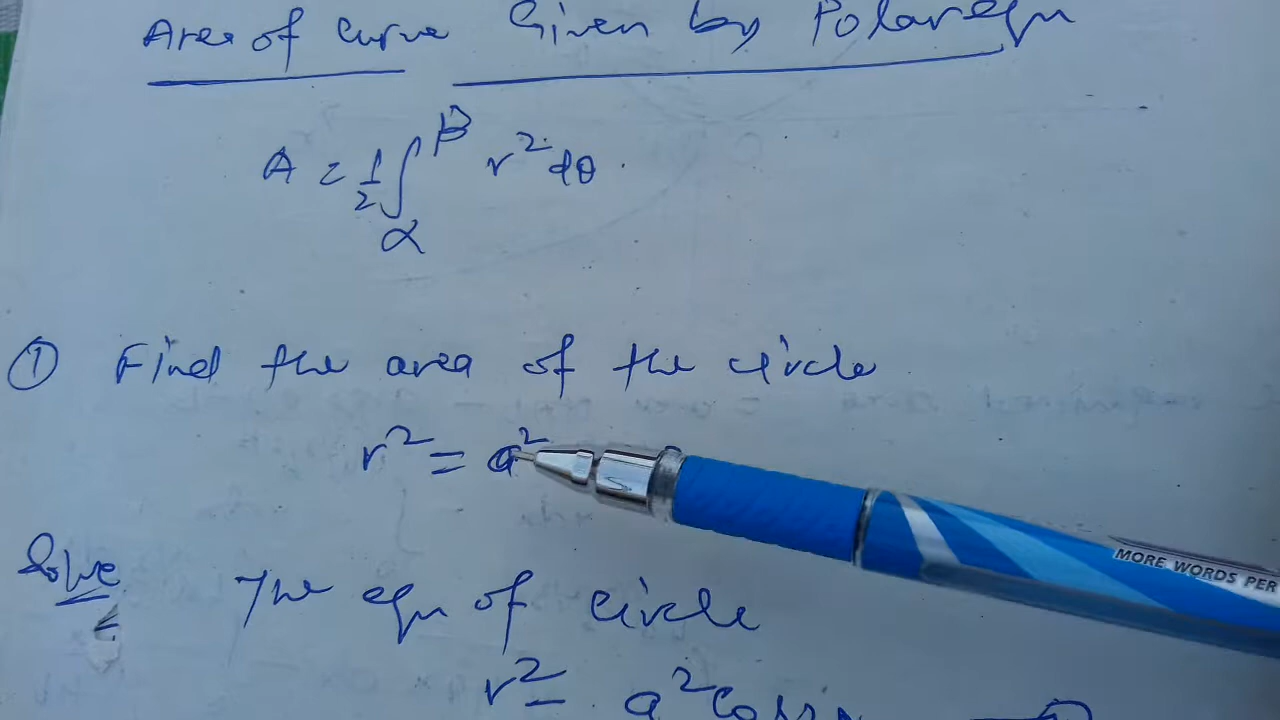 Area of Curve Given by Polar eqn
A = 1/2 ∫_α^β r² dθ.
① Find the area of the circle
r² = a²
MORE WORDS PER
Solve
The eqn of circle
r² = a²